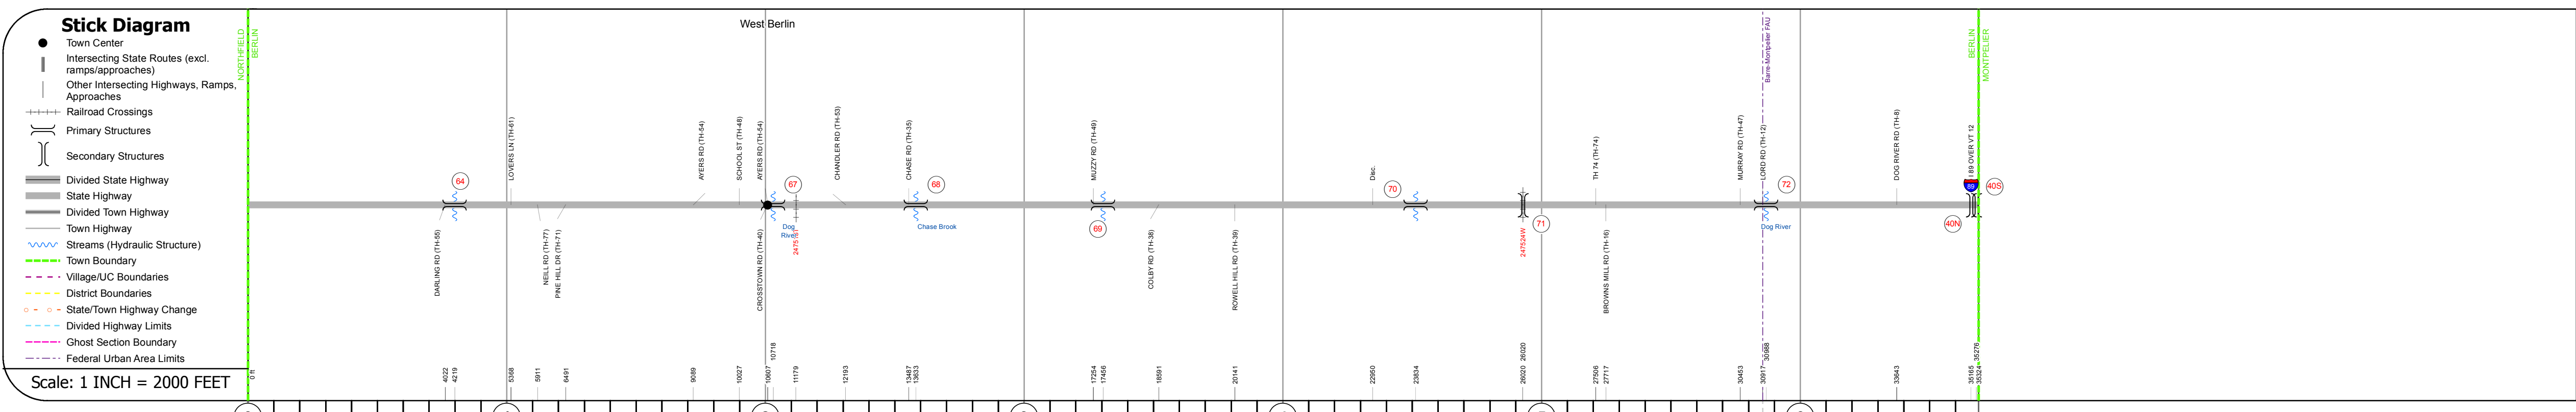 Stick Diagram
Town Center
Intersecting State Routes (excl.
ramps/approaches)
Other Intersecting Highways, Ramps,
Approaches
Railroad Crossings
Primary Structures
Secondary Structures
Divided State Highway
State Highway
Divided Town Highway
Town Highway
Streams (Hydraulic Structure)
Town Boundary
Village/UC Boundaries
District Boundaries
State/Town Highway Change
Divided Highway Limits
Ghost Section Boundary
Federal Urban Area Limits
Scale: 1 INCH = 2000 FEET
NORTHFIELD
BERLIN
West Berlin
Barre-Montpelier FAU
BERLIN
MONTPELIER
LOVERS LN (TH-61)
AYERS RD (TH-54)
SCHOOL ST (TH-48)
AYERS RD (TH-54)
CHANDLER RD (TH-53)
CHASE RD (TH-35)
MUZZY RD (TH-49)
Disc.
TH 74 (TH-74)
MURRAY RD (TH-47)
LORD RD (TH-12)
DOG RIVER RD (TH-8)
I 89 OVER VT 12
64
67
68
70
72
89
40S
69
71
40N
Dog
River
Chase Brook
Dog River
247524W
DARLING RD (TH-55)
NEILL RD (TH-77)
PINE HILL DR (TH-71)
CROSSTOWN RD (TH-40)
COLBY RD (TH-38)
ROWELL HILL RD (TH-39)
BROWNS MILL RD (TH-16)
0 ft
4022
4219
5368
5911
6491
9089
10027
10607
10718
11179
12193
13487
13633
17254
17456
18591
20141
22950
23834
26020
26020
27506
27717
30453
30917
30988
33643
35165
35276
35324